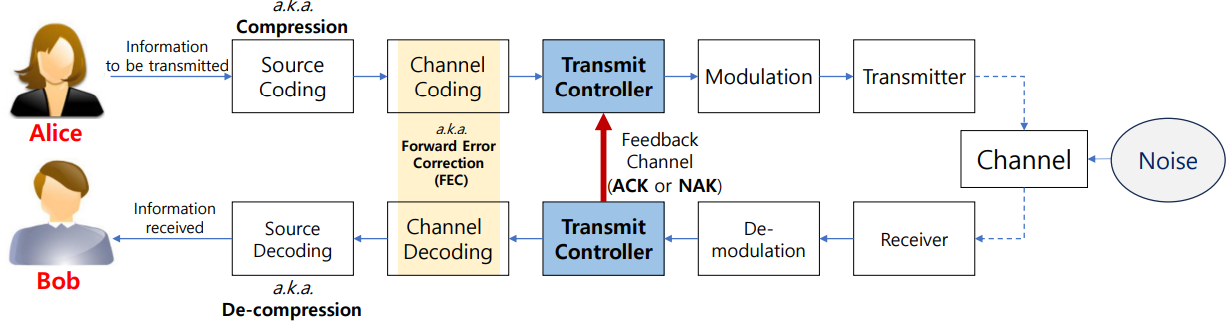 a.k.a.
Compression
Information
to be transmitted
Source
Coding
Channel
Coding
Transmit
Controller
Modulation
Transmitter
Alice
a.k.a.
Forward Error
Correction
(FEC)
Feedback
Channel
(ACK or NAK)
Channel
Noise
Information
received
Source
Decoding
Channel
Decoding
Transmit
Controller
De-
modulation
Receiver
Bob
a.k.a.
De-compression